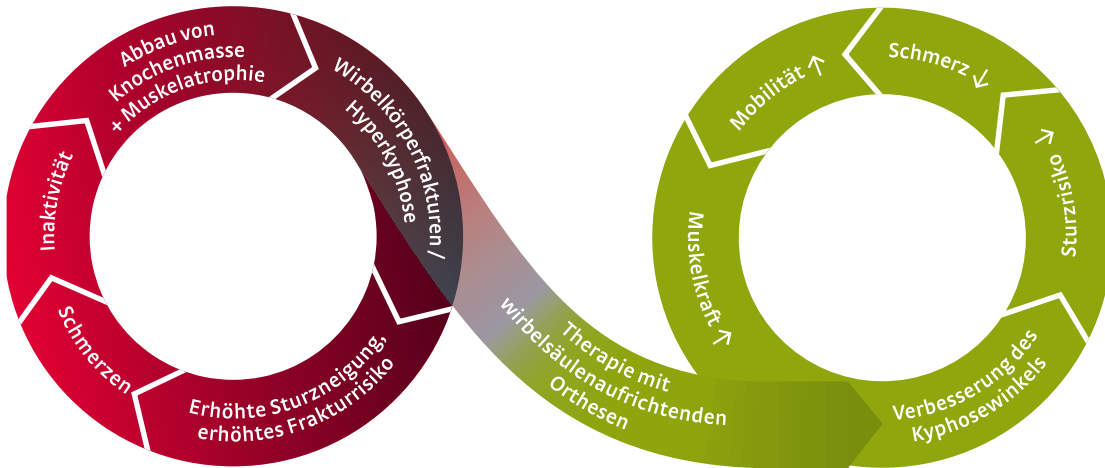 Abbau von
Knochenmasse
+ Muskelatrophie
Wirbelkörperfrakturen /
Hyperkyphose
Erhöhte Sturzneigung,
erhöhtes Frakturrisiko
Schmerzen
Inaktivität
Therapie mit
wirbelsäulenaufrichtenden
Orthesen
Verbesserung des
Kyphosewinkels
Sturzrisiko ↓
Schmerz ↓
Mobilität ↑
Muskelkraft ↑